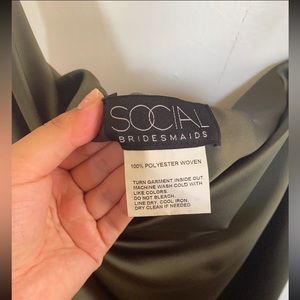 SOCIAL
BRIDESMAIDS
100% POLYESTER WOVEN
TURN GARMENT INSIDE OUT
MACHINE WASH COLD WITH
LIKE COLORS.
DO NOT BLEACH.
LINE DRY, COOL IRON.
DRY CLEAN IF NEEDED